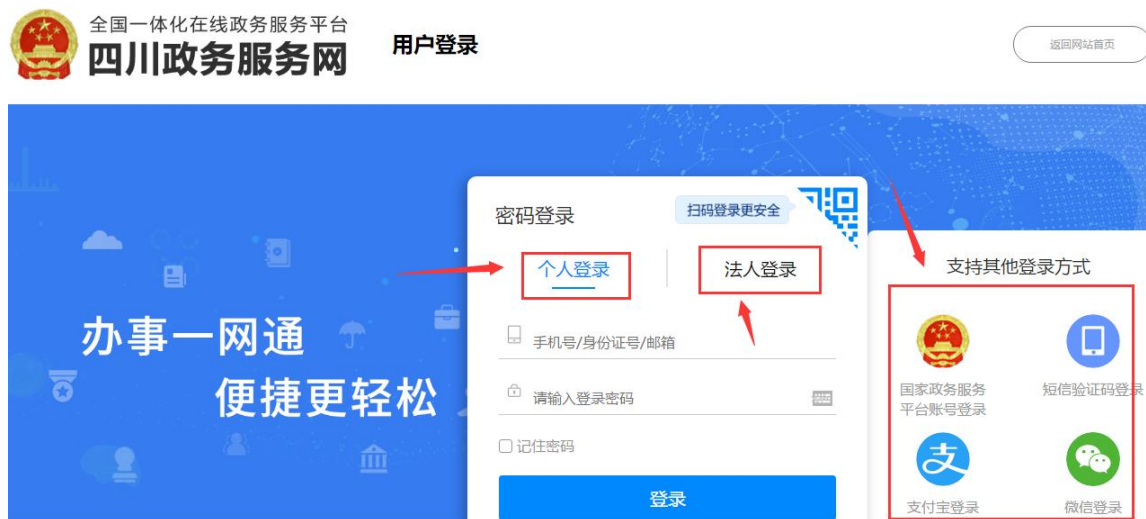 全国一体化在线政务服务平台
四川政务服务网
用户登录
返回网站首页
密码登录
扫码登录更安全
个人登录
法人登录
支持其他登录方式
办事一网通
便捷更轻松
手机号/身份证号/邮箱
请输入登录密码
记住密码
登录
国家政务服务
平台账号登录
短信验证码登录
支付宝登录
微信登录